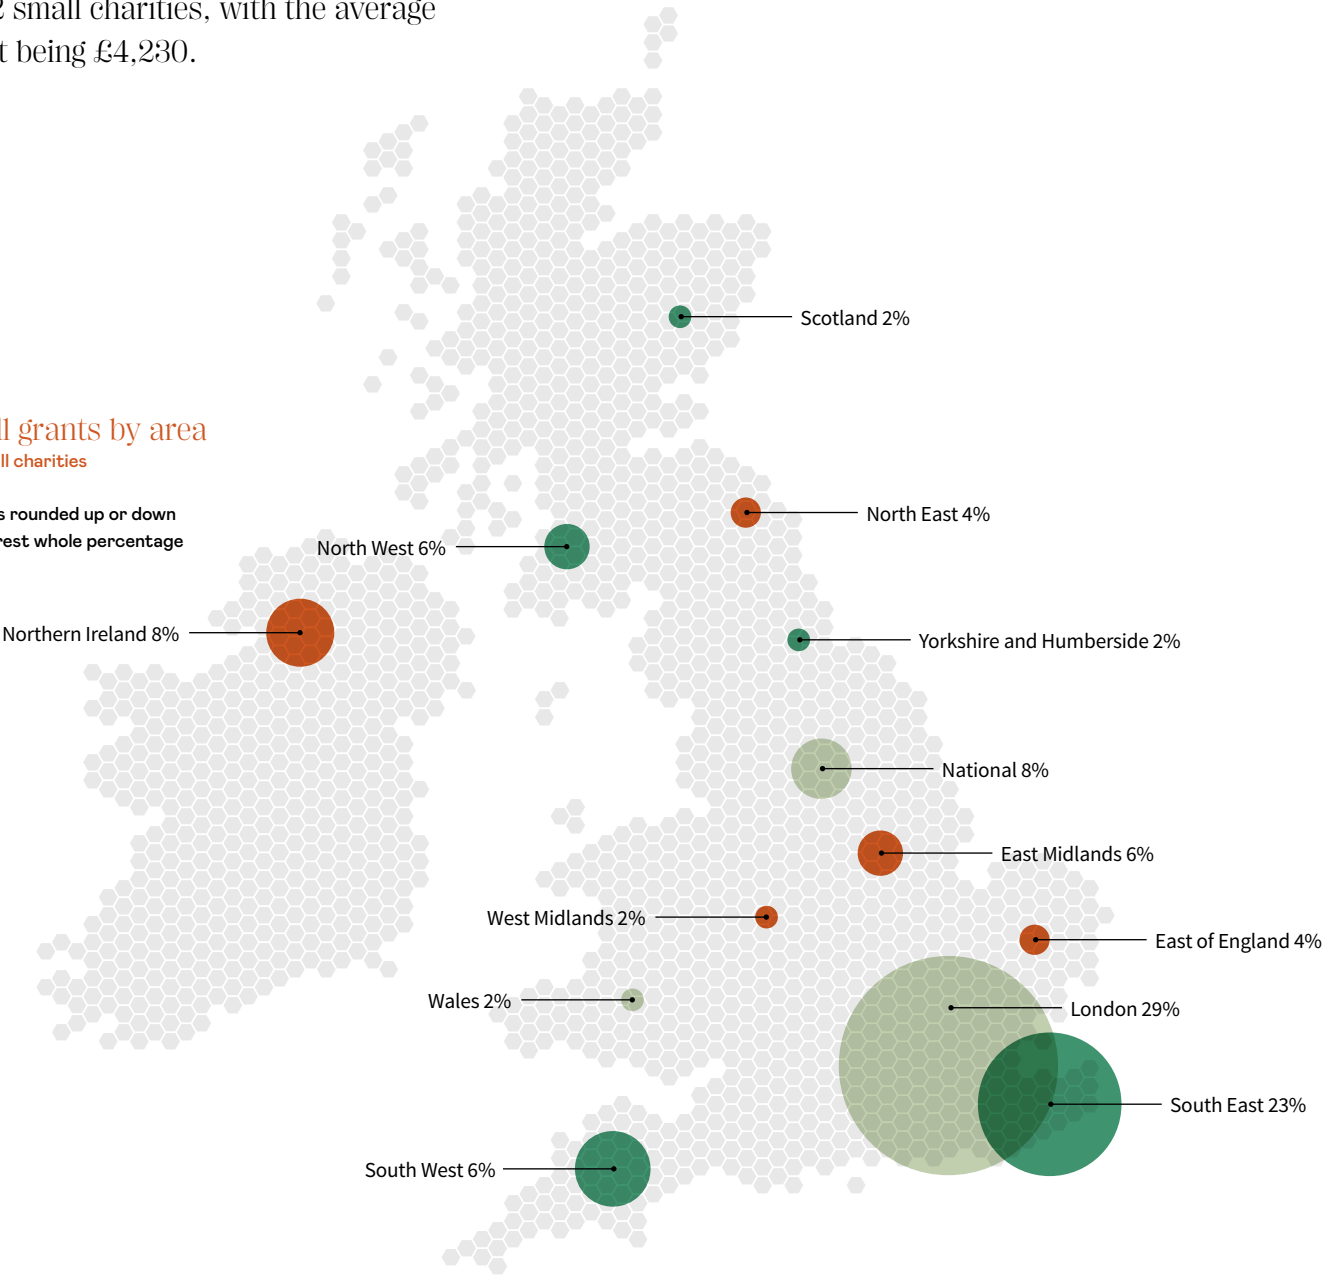 2 small charities, with the average
t being £4,230.
Scotland 2%
ll grants by area
ll charities
s rounded up or down
rest whole percentage
North East 4%
North West 6%
Northern Ireland 8%
Yorkshire and Humberside 2%
National 8%
East Midlands 6%
West Midlands 2%
East of England 4%
Wales 2%
London 29%
South East 23%
South West 6%